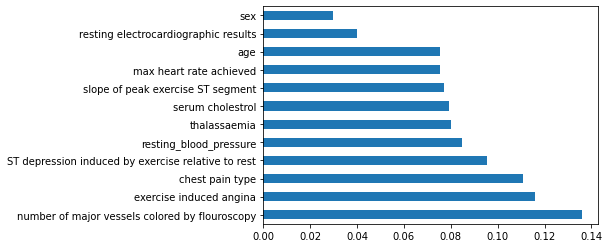 sex
resting electrocardiographic results
age
max heart rate achieved
slope of peak exercise ST segment
serum cholestrol
thalassaemia
resting_blood_pressure
ST depression induced by exercise relative to rest
chest pain type
exercise induced angina
number of major vessels colored by flouroscopy
0.00 0.02 0.04 0.06 0.08 0.10 0.12 0.14